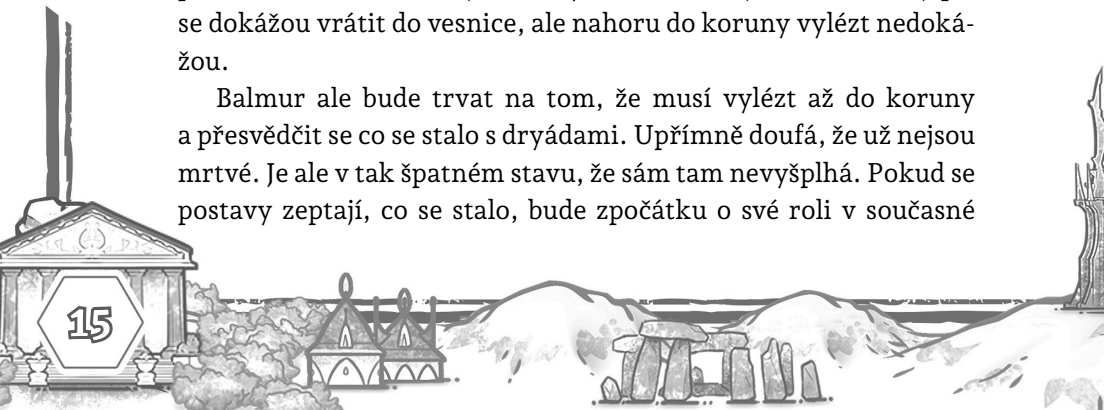 se dokážou vrátit do vesnice, ale nahoru do koruny vylézt nedoká-
žou.
Balmur ale bude trvat na tom, že musí vylézt až do koruny
a přesvědčit se co se stalo s dryádami. Upřímně doufá, že už nejsou
mrtvé. Je ale v tak špatném stavu, že sám tam nevyšplhá. Pokud se
postavy zeptají, co se stalo, bude zpočátku o své roli v současné
15